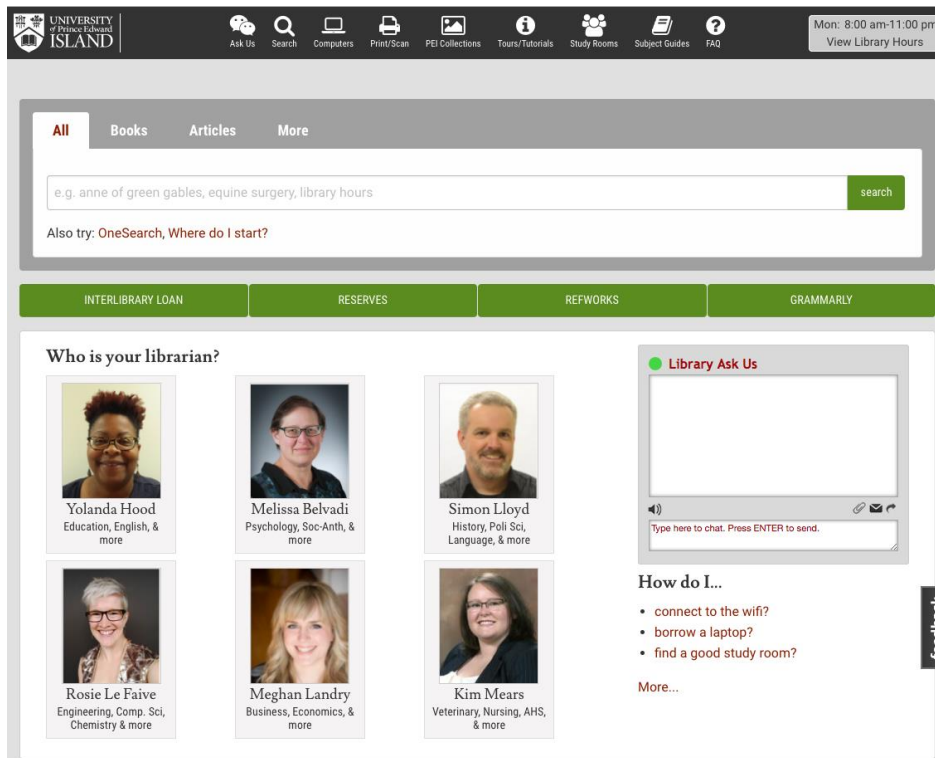 UNIVERSITY
of Prince Edward
ISLAND
Ask Us
Search
Computers
Print/Scan
PEI Collections
Tours/Tutorials
Study Rooms
Subject Guides
FAQ
Mon: 8:00 am-11:00 pm
View Library Hours
All
Books
Articles
More
e.g. anne of green gables, equine surgery, library hours
search
Also try: OneSearch, Where do I start?
INTERLIBRARY LOAN
RESERVES
REFWORKS
GRAMMARLY
Who is your librarian?
Yolanda Hood
Education, English, &
more
Melissa Belvadi
Psychology, Soc-Anth, &
more
Simon Lloyd
History, Poli Sci,
Language, & more
Rosie Le Faive
Engineering, Comp. Sci,
Chemistry & more
Meghan Landry
Business, Economics, &
more
Kim Mears
Veterinary, Nursing, AHS,
& more
Library Ask Us
Type here to chat. Press ENTER to send.
How do I...
• connect to the wifi?
• borrow a laptop?
• find a good study room?
More...
feedback